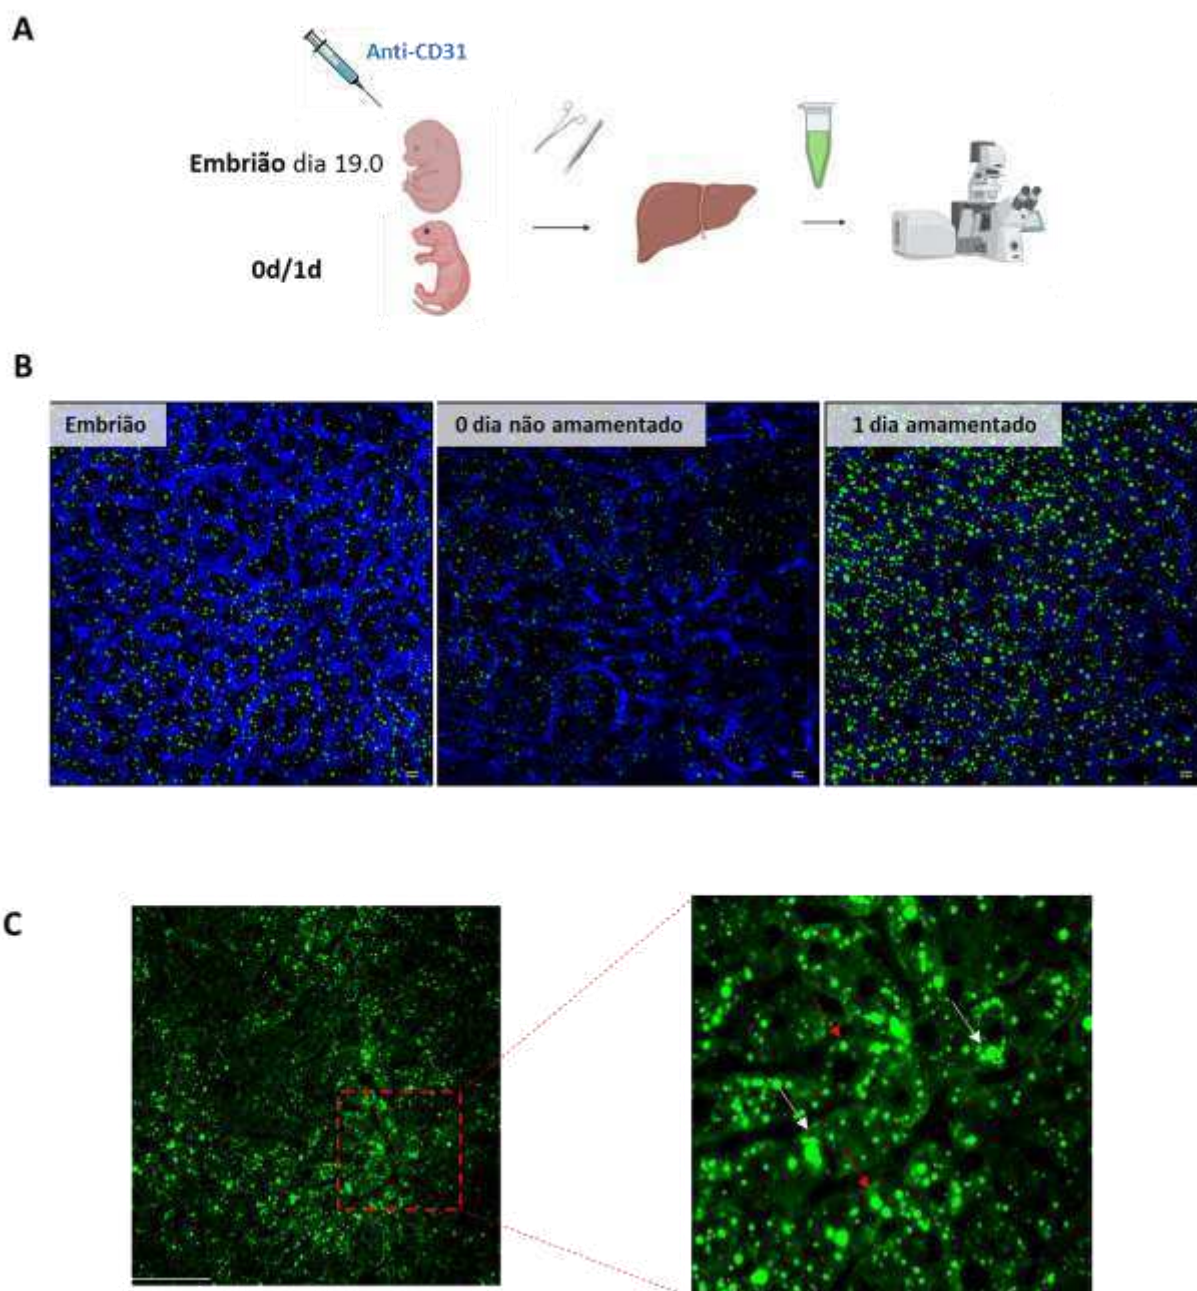 A
Anti-CD31
Embrião dia 19.0
0d/1d
B
Embrião
0 dia não amamentado
1 dia amamentado
C